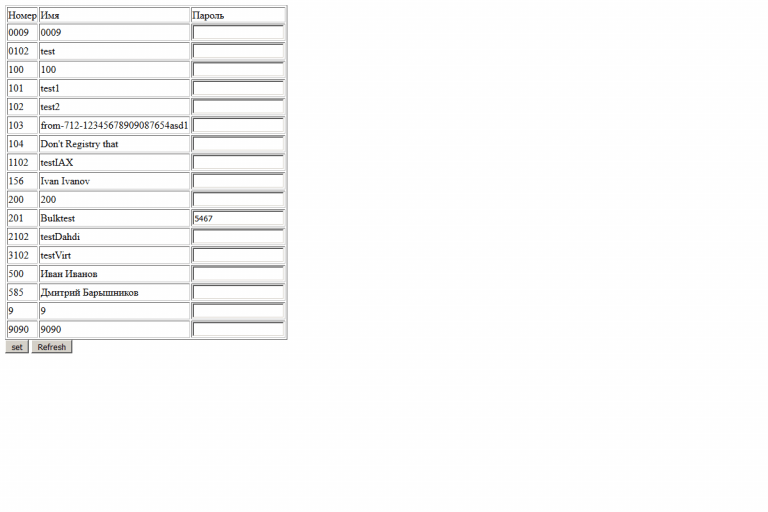 Номер Имя Пароль
0009 0009
0102 test
100 100
101 test1
102 test2
103 from-712-12345678909087654asd1
104 Don't Registry that
1102 testIAX
156 Ivan Ivanov
200 200
201 Bulktest 5467
2102 testDahdi
3102 testVirt
500 Иван Иванов
585 Дмитрий Барышников
9 9
9090 9090
set Refresh